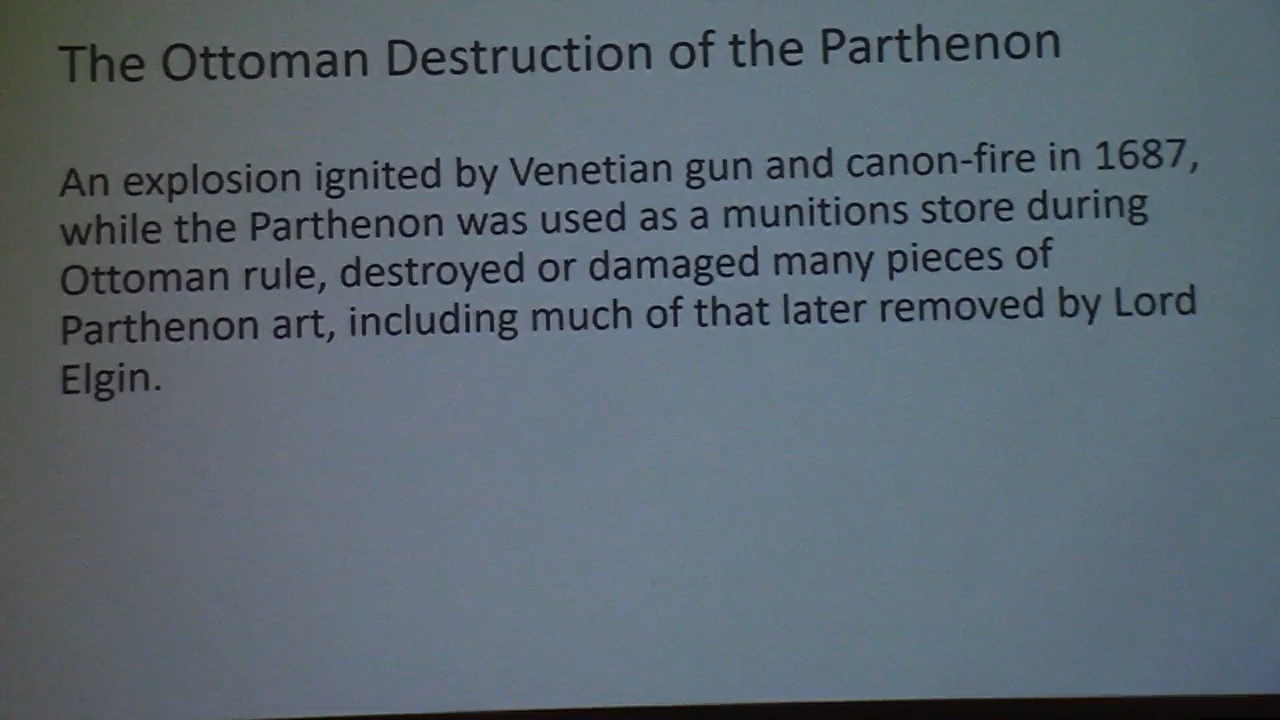 The Ottoman Destruction of the Parthenon
An explosion ignited by Venetian gun and canon-fire in 1687,
while the Parthenon was used as a munitions store during
Ottoman rule, destroyed or damaged many pieces of
Parthenon art, including much of that later removed by Lord
Elgin.